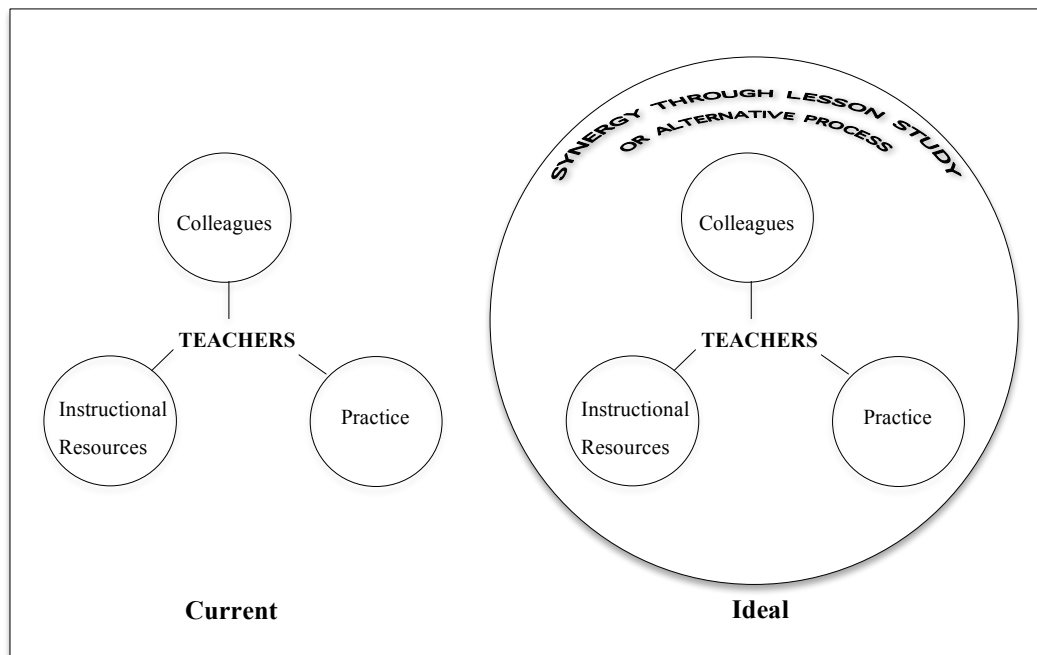 Colleagues
TEACHERS
Instructional
Resources
Practice
Current
SYNERGY THROUGH LESSON STUDY
OR ALTERNATIVE PROCESS
Colleagues
TEACHERS
Instructional
Resources
Practice
Ideal